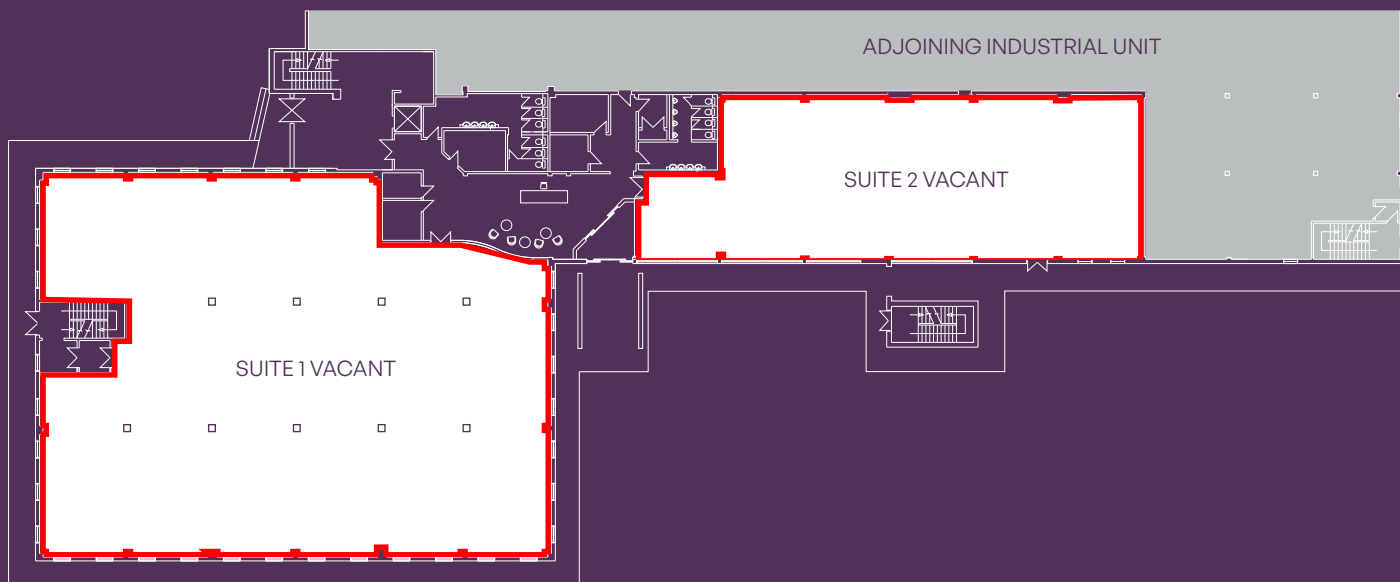 ADJOINING INDUSTRIAL UNIT
SUITE 2 VACANT
SUITE 1 VACANT